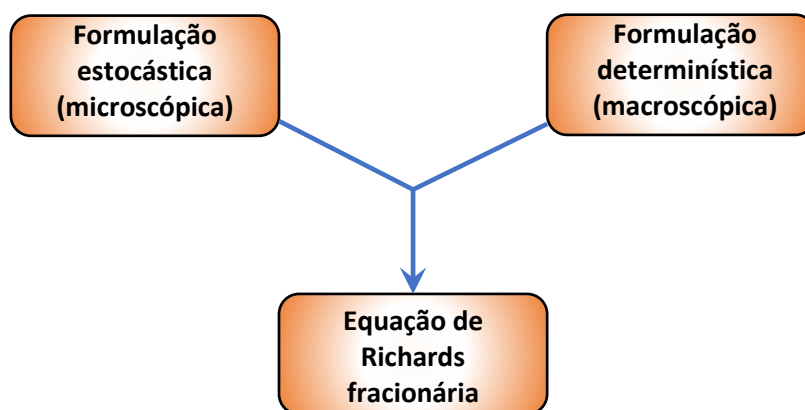 Formulação
estocástica
(microscópica)
Formulação
determinística
(macroscópica)
Equação de
Richards
fracionária